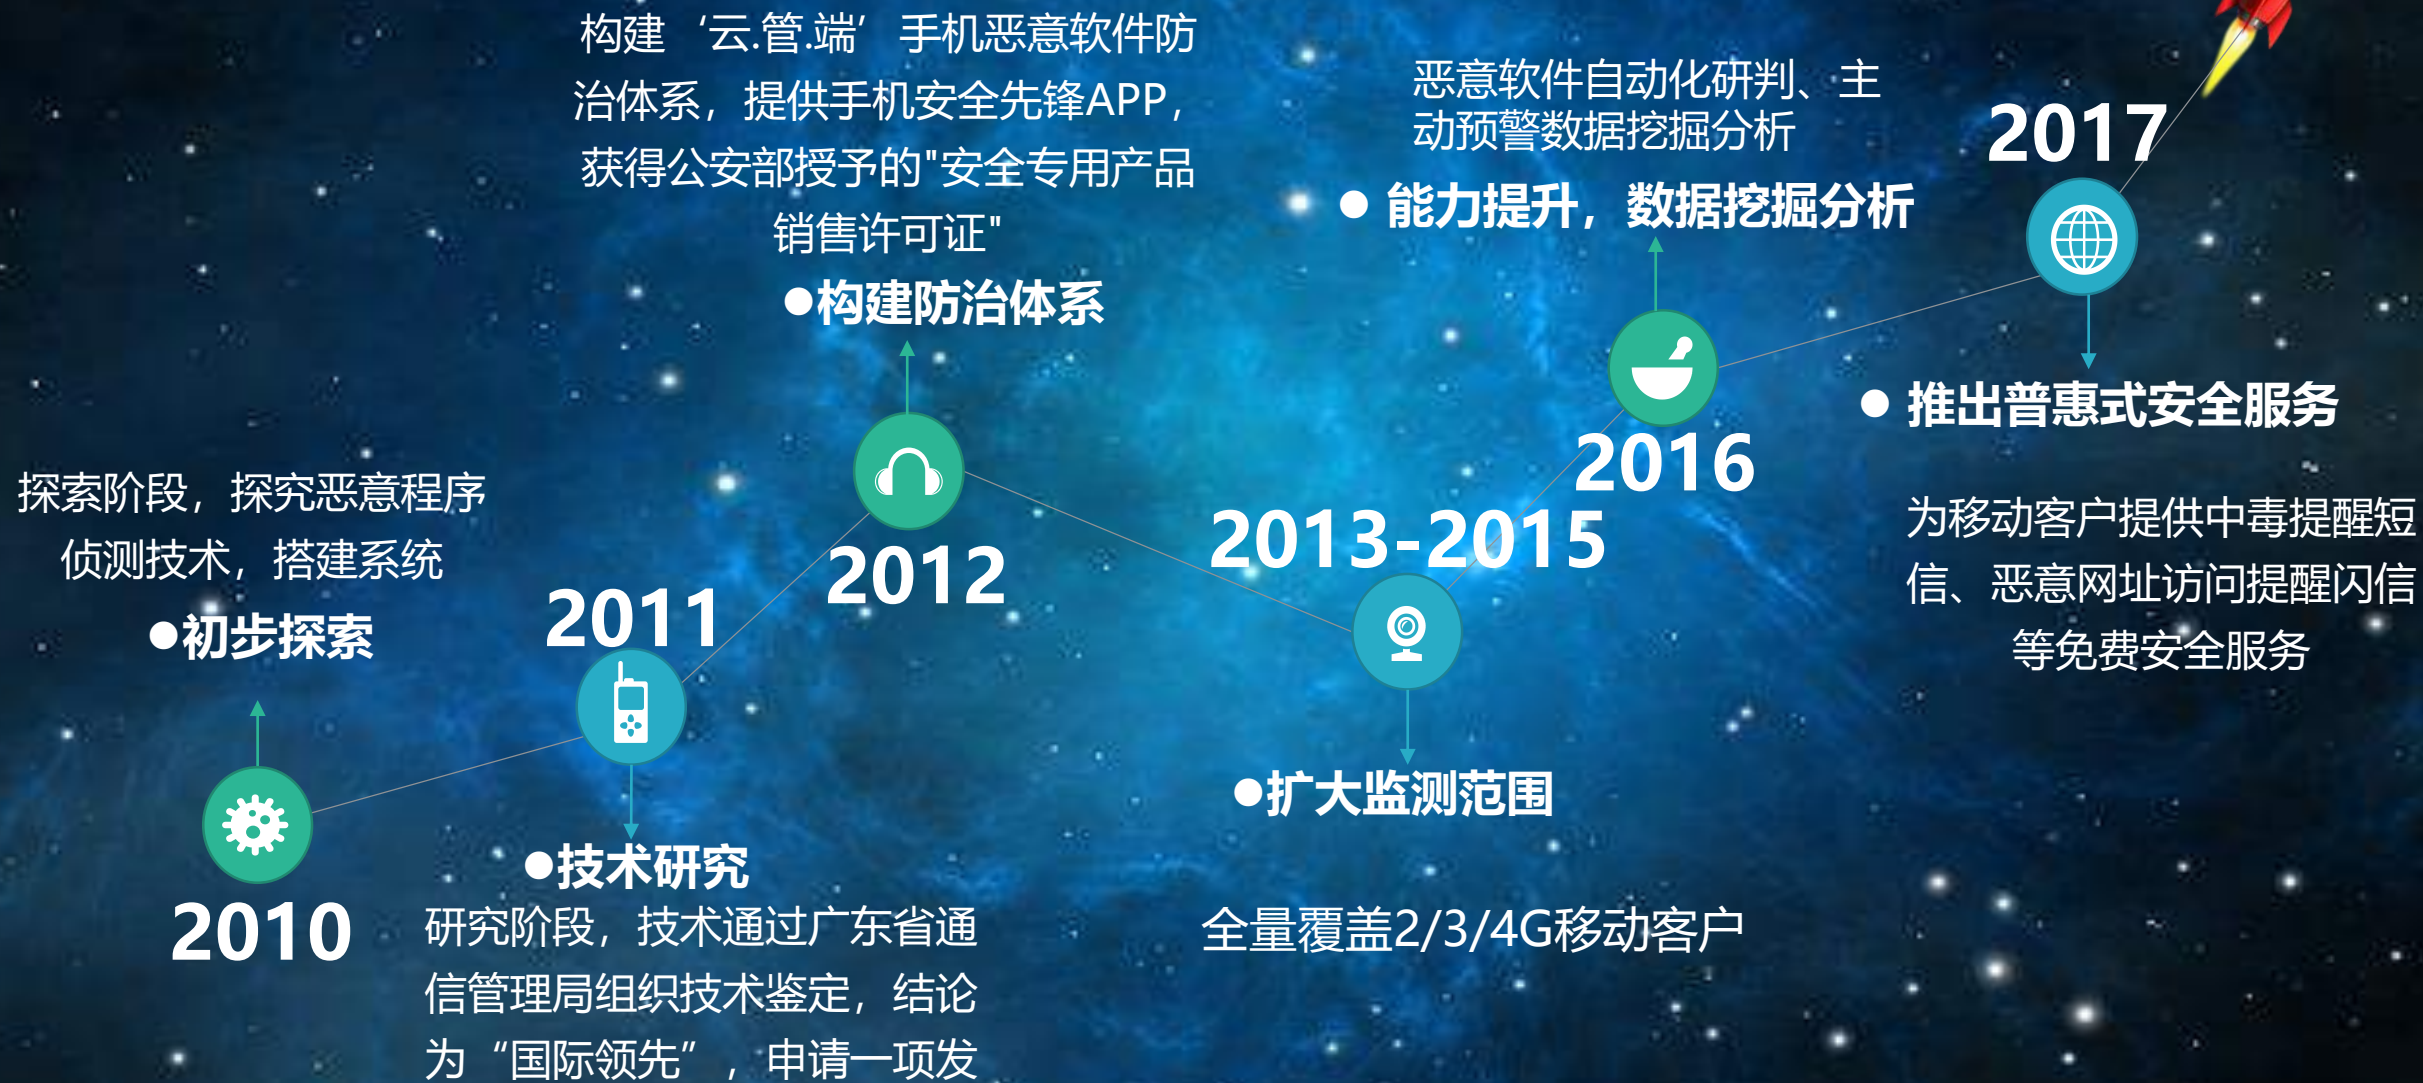 探索阶段，探究恶意程序
侦测技术，搭建系统
●初步探索
2010
2011
●技术研究
研究阶段，技术通过广东省通
信管理局组织技术鉴定，结论
为“国际领先”，申请一项发
构建‘云.管.端’手机恶意软件防
治体系，提供手机安全先锋APP，
获得公安部授予的"安全专用产品
销售许可证"
●构建防治体系
2012
2013-2015
●扩大监测范围
全量覆盖2/3/4G移动客户
恶意软件自动化研判、主
动预警数据挖掘分析
● 能力提升，数据挖掘分析
2016
2017
● 推出普惠式安全服务
为移动客户提供中毒提醒短
信、恶意网址访问提醒闪信
等免费安全服务